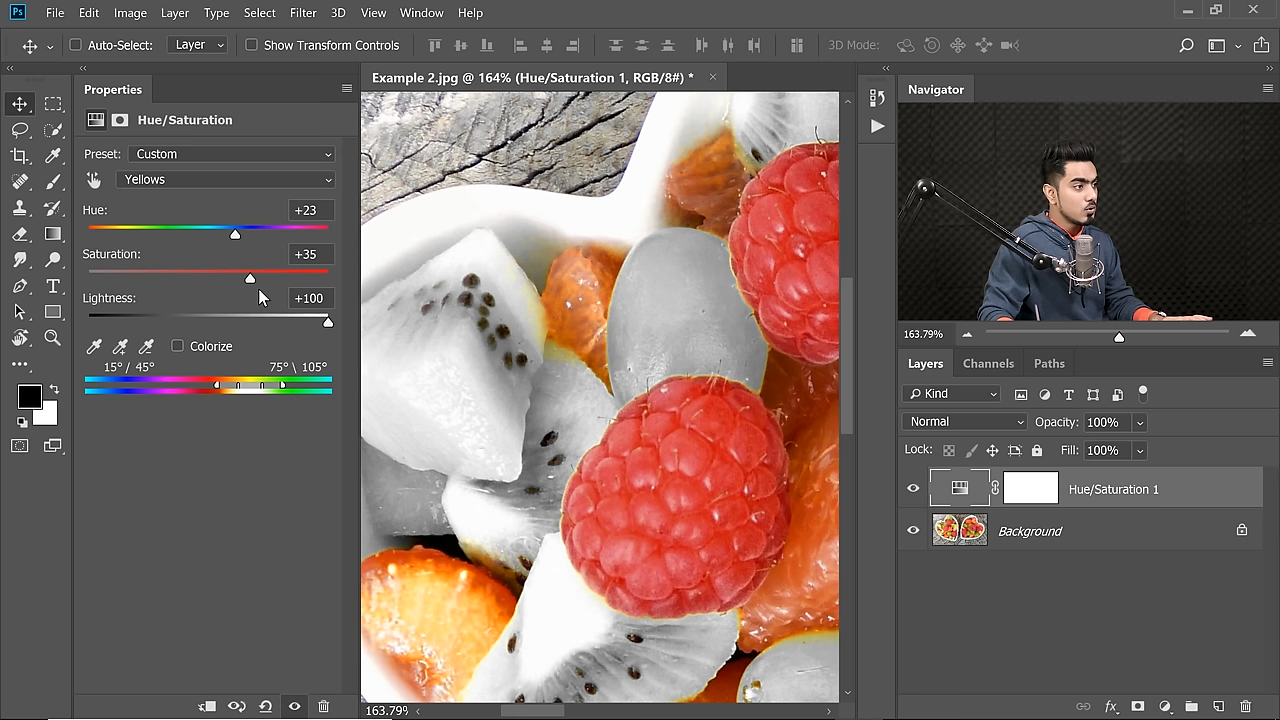 Ps File Edit Image Layer Type Select Filter 3D View Window Help
Auto-Select: Layer Show Transform Controls 3D Mode:
Properties
Example 2.jpg @ 164% (Hue/Saturation 1, RGB/8#) *
Navigator
Hue/Saturation
Preset: Custom
Yellows
Hue: +23
Saturation: +35
Lightness: +100
Colorize
15°/ 45° 75° \ 105°
163.79%
Layers Channels Paths
Kind
Normal Opacity: 100%
Lock: Fill: 100%
Hue/Saturation 1
Background
163.79%